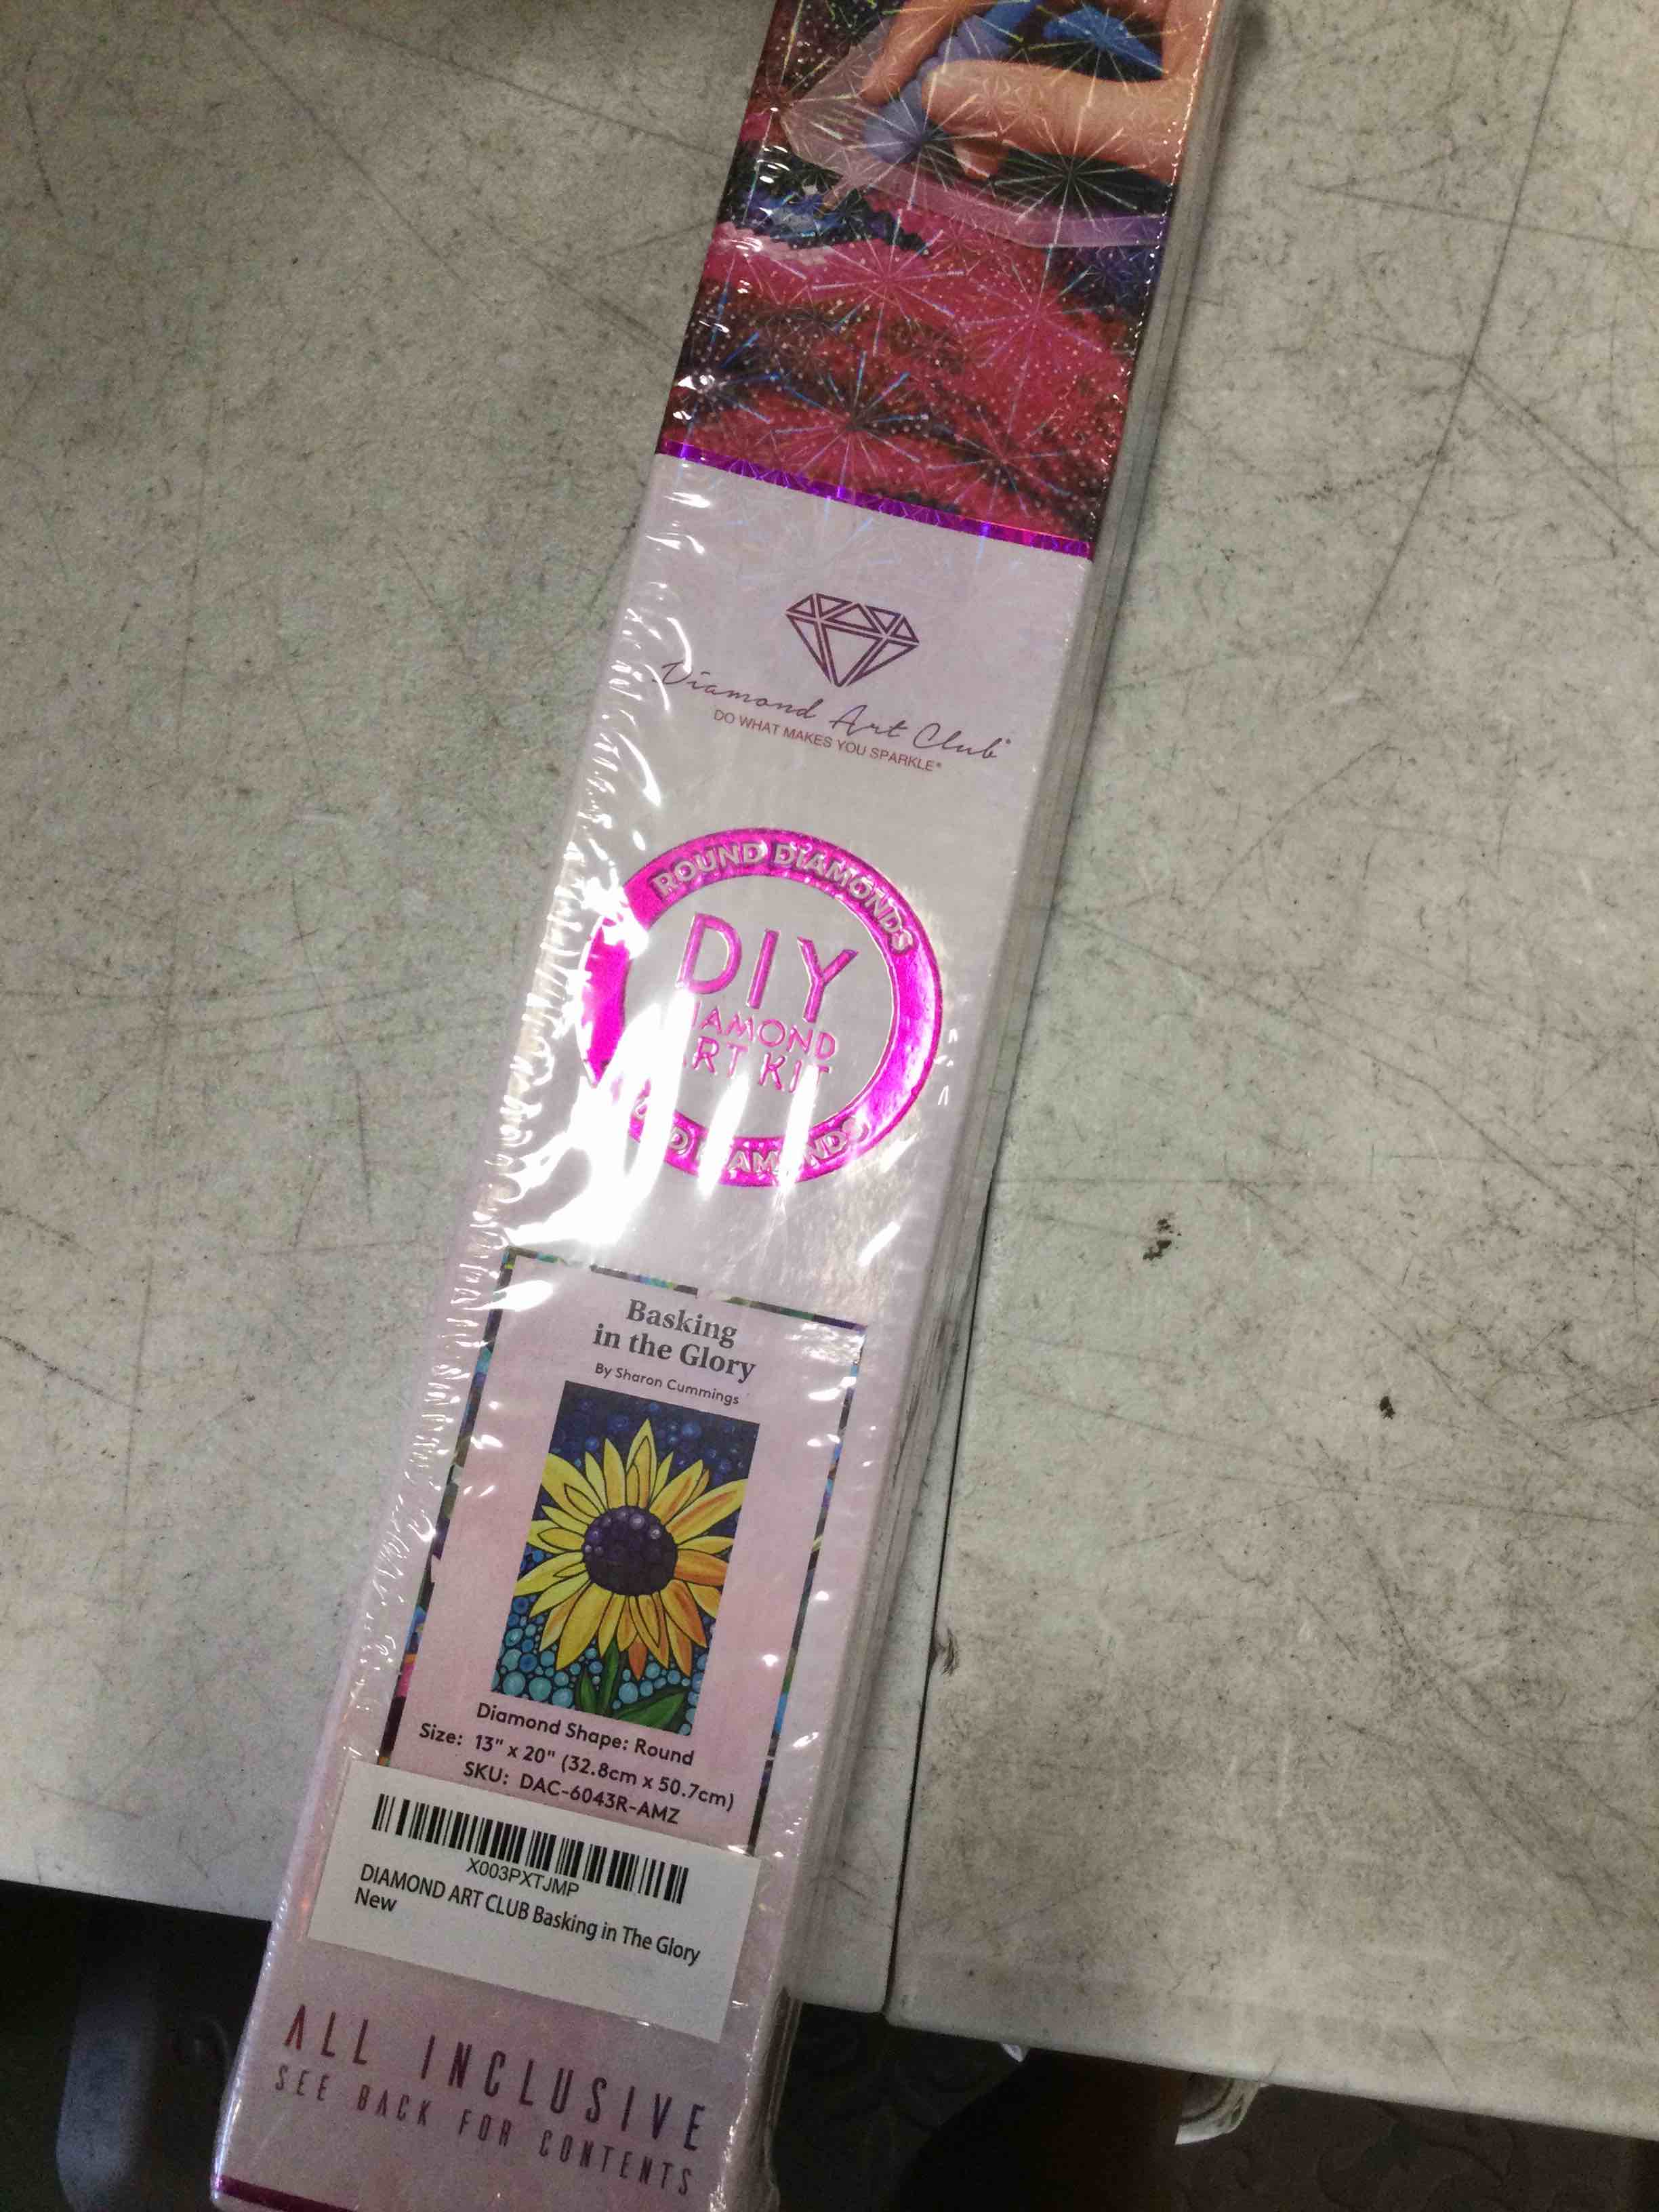 Diamond Art Club®
DO WHAT MAKES YOU SPARKLE®
ROUND DIAMONDS
DIY
ART KIT
Basking
in the Glory
By Sharon Cummings
Diamond Shape: Round
Size: 13" x 20" (32.8cm x 50.7cm)
SKU: DAC-6043R-AMZ
X003PXTJMP
DIAMOND ART CLUB Basking in The Glory
New
ALL INCLUSIVE
SEE BACK FOR CONTENTS